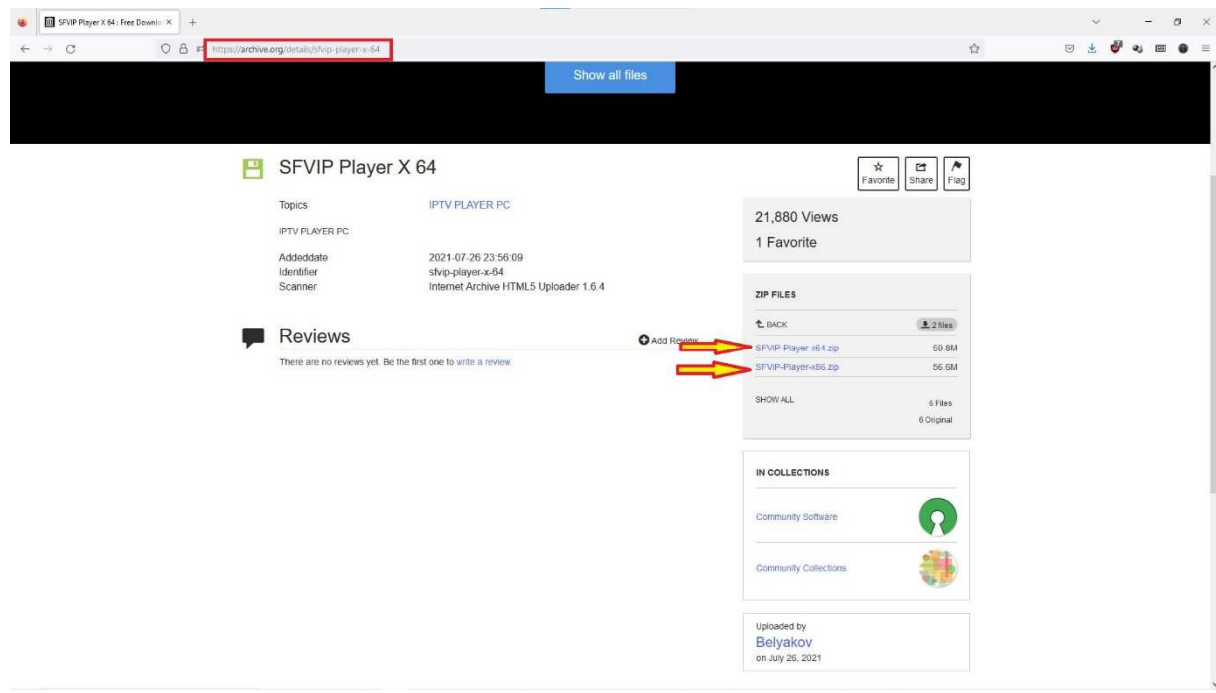 SFVIP Player X 64 : Free Downlo
https://archive.org/details/sfvip-player-x-64
Show all files
SFVIP Player X 64
Favorite
Share
Flag
Topics
IPTV PLAYER PC
IPTV PLAYER PC
Addeddate
2021-07-26 23:56:09
Identifier
sfvip-player-x-64
Scanner
Internet Archive HTML5 Uploader 1.6.4
Reviews
Add Review
There are no reviews yet. Be the first one to write a review.
21,880 Views
1 Favorite
ZIP FILES
BACK
2 files
SFVIP Player x64.zip
59.8M
SFVIP-Player-x86.zip
56.6M
SHOW ALL
6 Files
6 Original
IN COLLECTIONS
Community Software
Community Collections
Uploaded by
Belyakov
on July 26, 2021